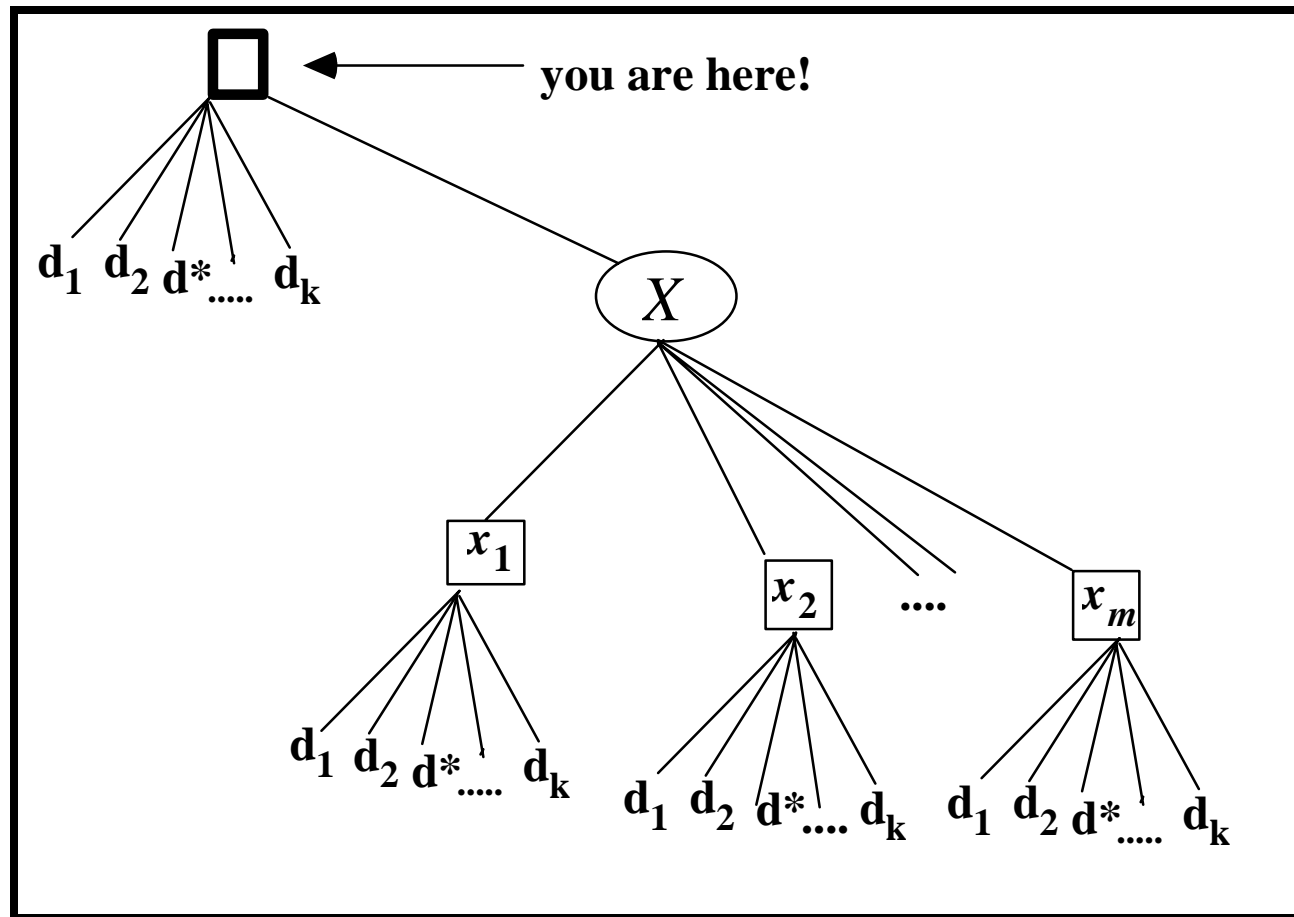 you are here!
d₁ d₂ d*..... dₖ
X
x₁
x₂ .... xₘ
d₁ d₂ d*..... dₖ
d₁ d₂ d*.... dₖ
d₁ d₂ d*..... dₖ